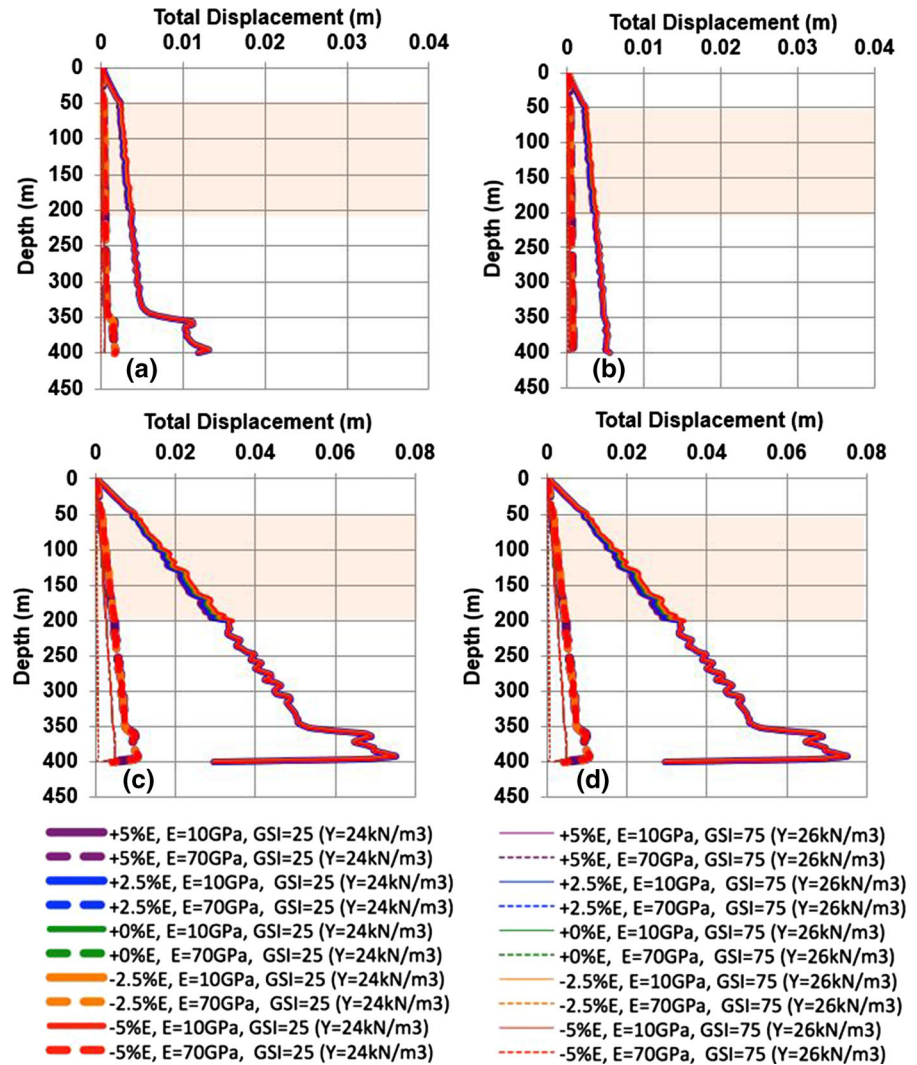 Total Displacement (m)
0 0.01 0.02 0.03 0.04
Depth (m)
0
50
100
150
200
250
300
350
400
450
(a)
Total Displacement (m)
0 0.01 0.02 0.03 0.04
Depth (m)
0
50
100
150
200
250
300
350
400
450
(b)
Total Displacement (m)
0 0.02 0.04 0.06 0.08
Depth (m)
0
50
100
150
200
250
300
350
400
450
(c)
Total Displacement (m)
0 0.02 0.04 0.06 0.08
Depth (m)
0
50
100
150
200
250
300
350
400
450
(d)
+5%E, E=10GPa, GSI=25 (Y=24kN/m3)
+5%E, E=70GPa, GSI=25 (Y=24kN/m3)
+2.5%E, E=10GPa, GSI=25 (Y=24kN/m3)
+2.5%E, E=70GPa, GSI=25 (Y=24kN/m3)
+0%E, E=10GPa, GSI=25 (Y=24kN/m3)
+0%E, E=70GPa, GSI=25 (Y=24kN/m3)
-2.5%E, E=10GPa, GSI=25 (Y=24kN/m3)
-2.5%E, E=70GPa, GSI=25 (Y=24kN/m3)
-5%E, E=10GPa, GSI=25 (Y=24kN/m3)
-5%E, E=70GPa, GSI=25 (Y=24kN/m3)
+5%E, E=10GPa, GSI=75 (Y=26kN/m3)
+5%E, E=70GPa, GSI=75 (Y=26kN/m3)
+2.5%E, E=10GPa, GSI=75 (Y=26kN/m3)
+2.5%E, E=70GPa, GSI=75 (Y=26kN/m3)
+0%E, E=10GPa, GSI=75 (Y=26kN/m3)
+0%E, E=70GPa, GSI=75 (Y=26kN/m3)
-2.5%E, E=10GPa, GSI=75 (Y=26kN/m3)
-2.5%E, E=70GPa, GSI=75 (Y=26kN/m3)
-5%E, E=10GPa, GSI=75 (Y=26kN/m3)
-5%E, E=70GPa, GSI=75 (Y=26kN/m3)